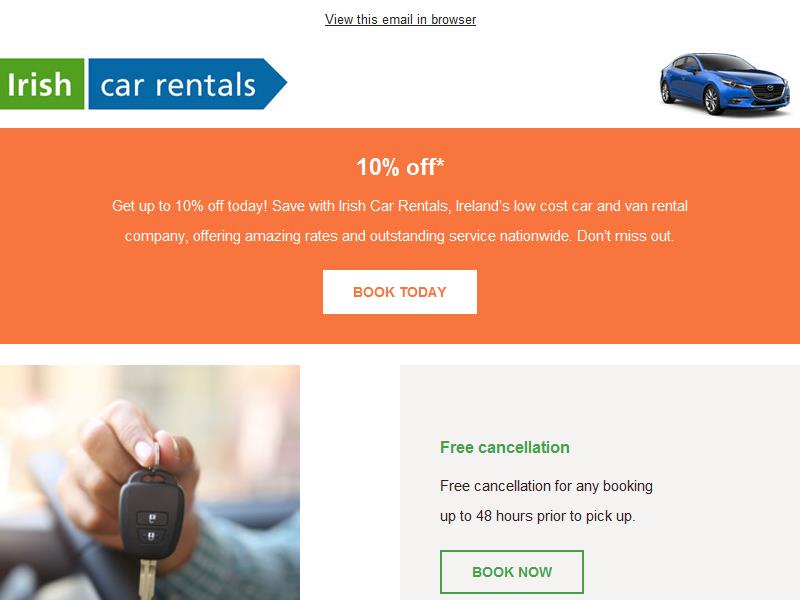 View this email in browser
Irish car rentals
10% off*
Get up to 10% off today! Save with Irish Car Rentals, Ireland's low cost car and van rental
company, offering amazing rates and outstanding service nationwide. Don't miss out.
BOOK TODAY
Free cancellation
Free cancellation for any booking
up to 48 hours prior to pick up.
BOOK NOW